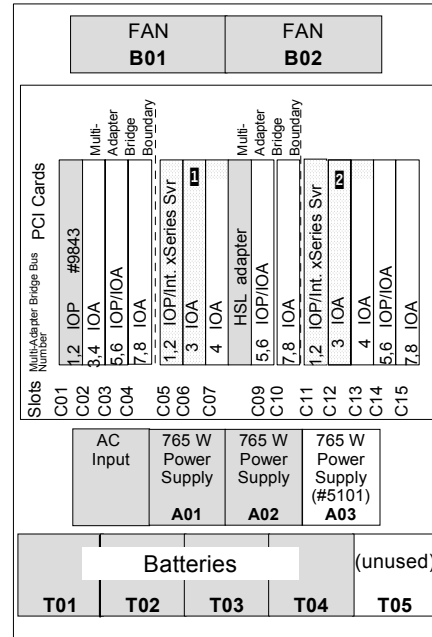 FAN
B01
FAN
B02
Slots
Multi-Adapter Bridge Bus
Number
PCI Cards
C01
1,2 IOP #9843
C02
3,4 IOA
C03
5,6 IOP/IOA
C04
7,8 IOA
Multi-
Adapter
Bridge
Boundary
C05
1,2 IOP/Int. xSeries Svr
C06
3 IOA
1
C07
4 IOA
HSL adapter
C09
5,6 IOP/IOA
C10
7,8 IOA
Multi-
Adapter
Bridge
Boundary
C11
1,2 IOP/Int. xSeries Svr
C12
3 IOA
2
C13
4 IOA
C14
5,6 IOP/IOA
C15
7,8 IOA
AC
Input
765 W
Power
Supply
A01
765 W
Power
Supply
A02
765 W
Power
Supply
(#5101)
A03
Batteries
(unused)
T01
T02
T03
T04
T05